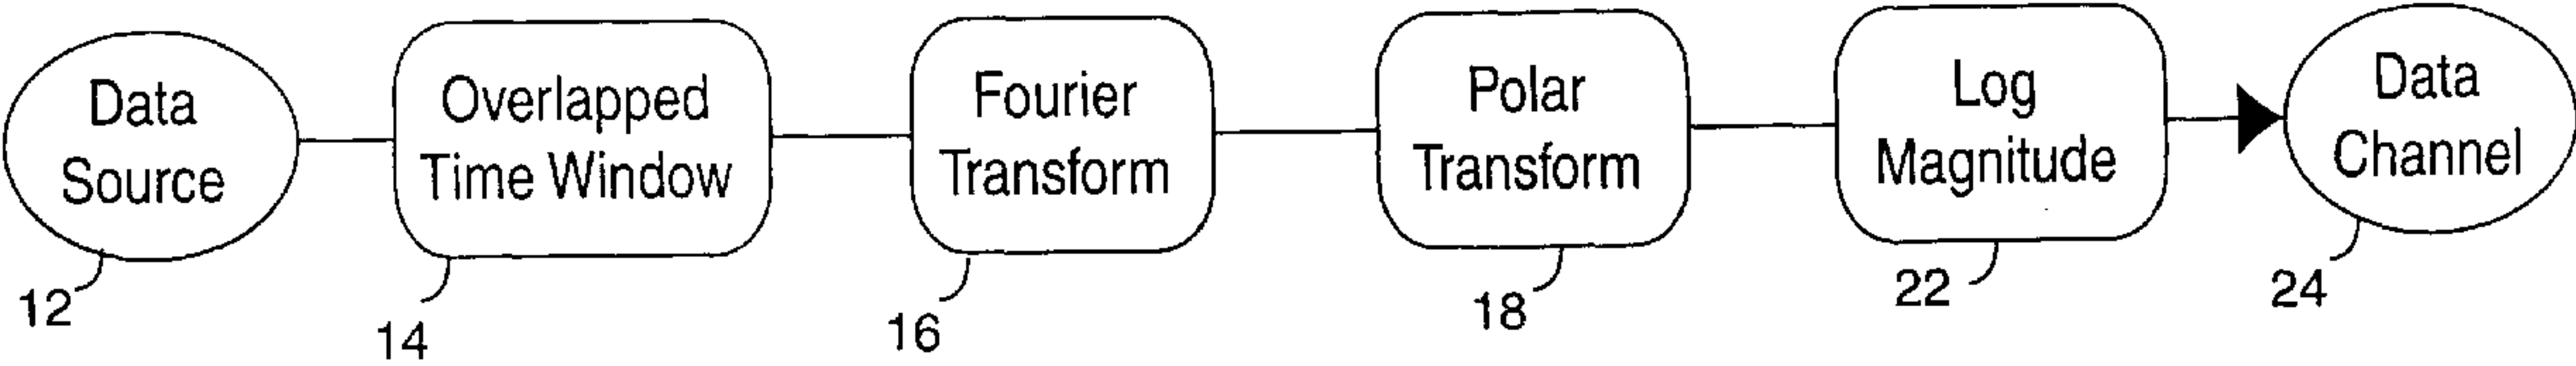 Data
Source
Overlapped
Time Window
Fourier
Transform
Polar
Transform
Log
Magnitude
Data
Channel
12
14
16
18
22
24